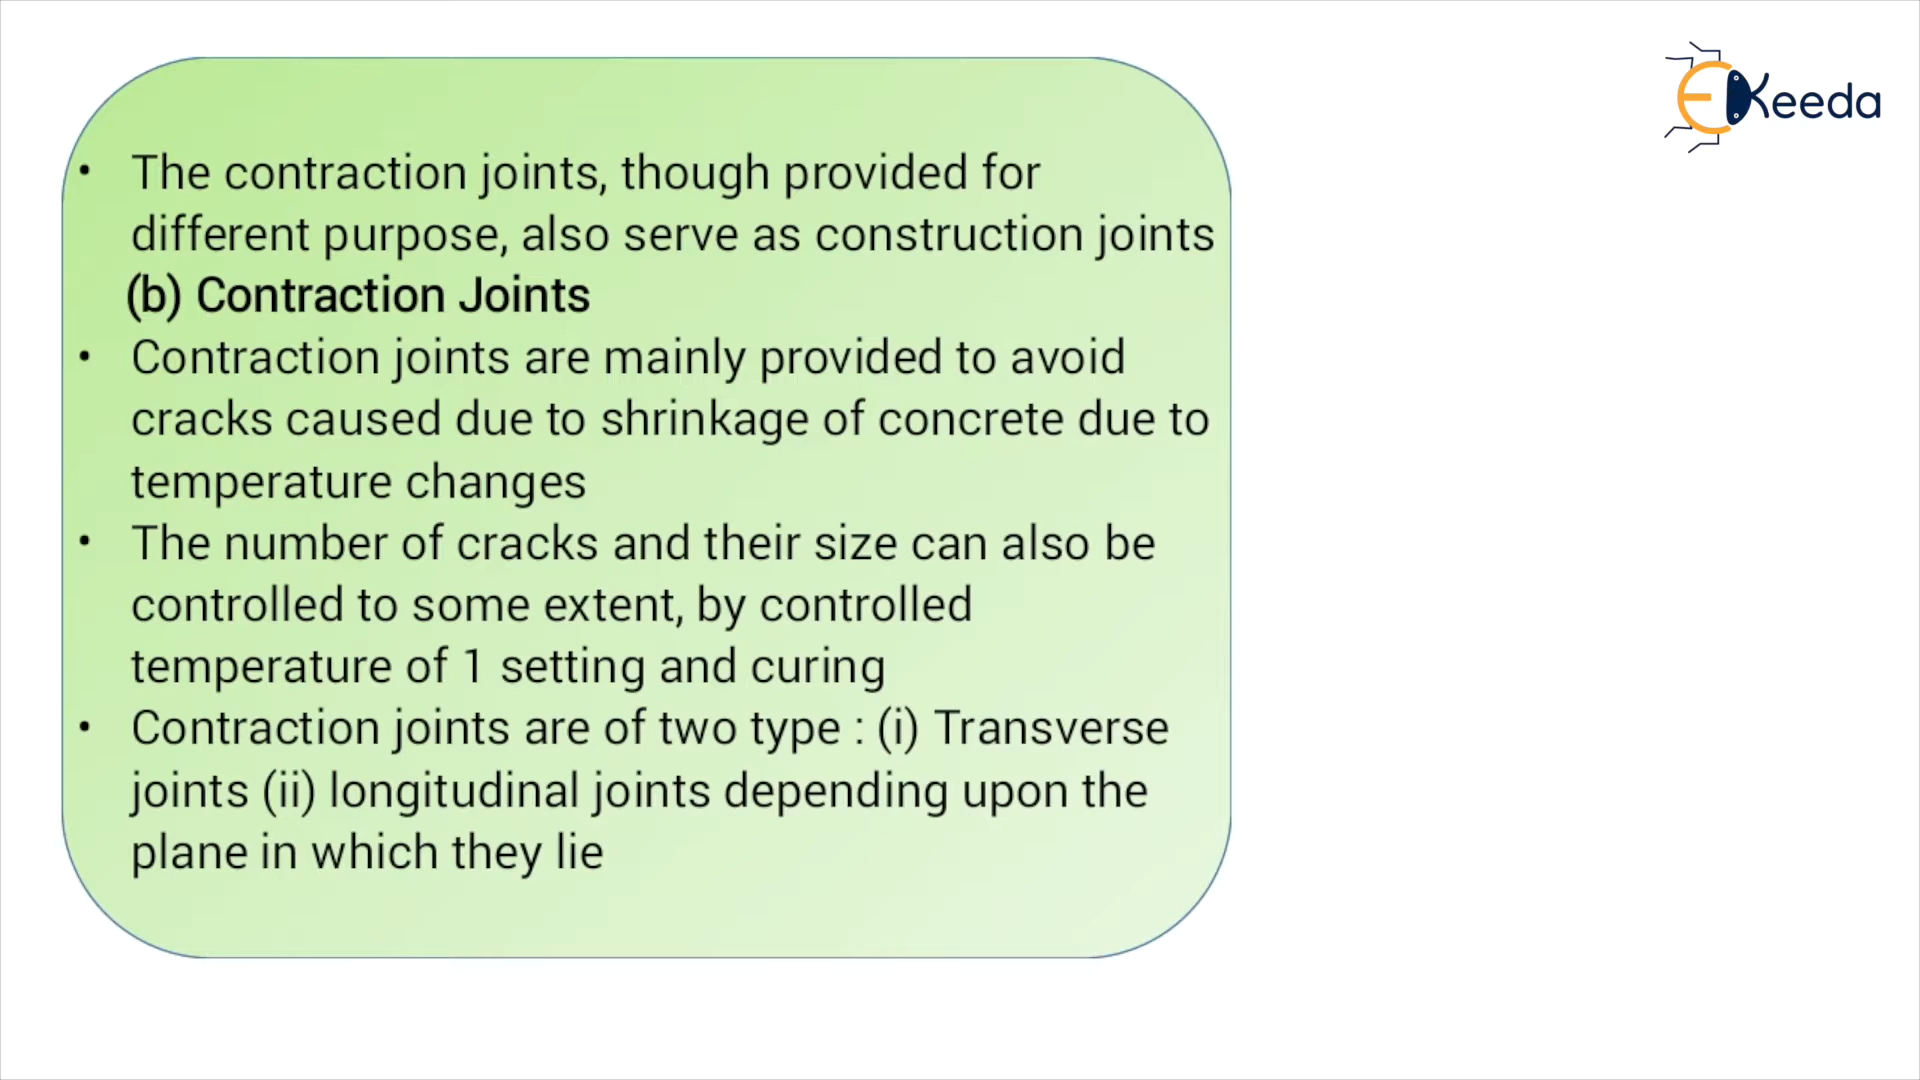 EKeeda
• The contraction joints, though provided for
different purpose, also serve as construction joints
(b) Contraction Joints
• Contraction joints are mainly provided to avoid
cracks caused due to shrinkage of concrete due to
temperature changes
• The number of cracks and their size can also be
controlled to some extent, by controlled
temperature of 1 setting and curing
• Contraction joints are of two type : (i) Transverse
joints (ii) longitudinal joints depending upon the
plane in which they lie